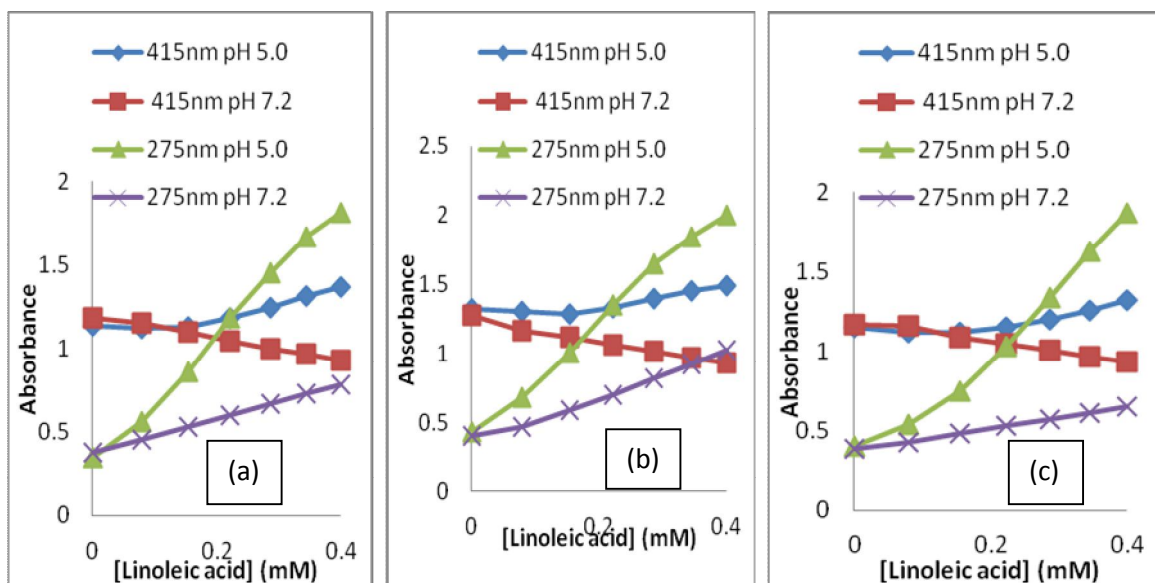 415nm pH 5.0
415nm pH 7.2
275nm pH 5.0
275nm pH 7.2
2
1.5
1
0.5
0
Absorbance
0 0.2 0.4
[Linoleic acid] (mM)
(a)
415nm pH 5.0
415nm pH 7.2
275nm pH 5.0
275nm pH 7.2
2.5
2
1.5
1
0.5
0
Absorbance
0 0.2 0.4
[Linoleic acid] (mM)
(b)
415nm pH 5.0
415nm pH 7.2
275nm pH 5.0
275nm pH 7.2
2
1.5
1
0.5
0
Absorbance
0 0.2 0.4
[Linoleic acid] (mM)
(c)